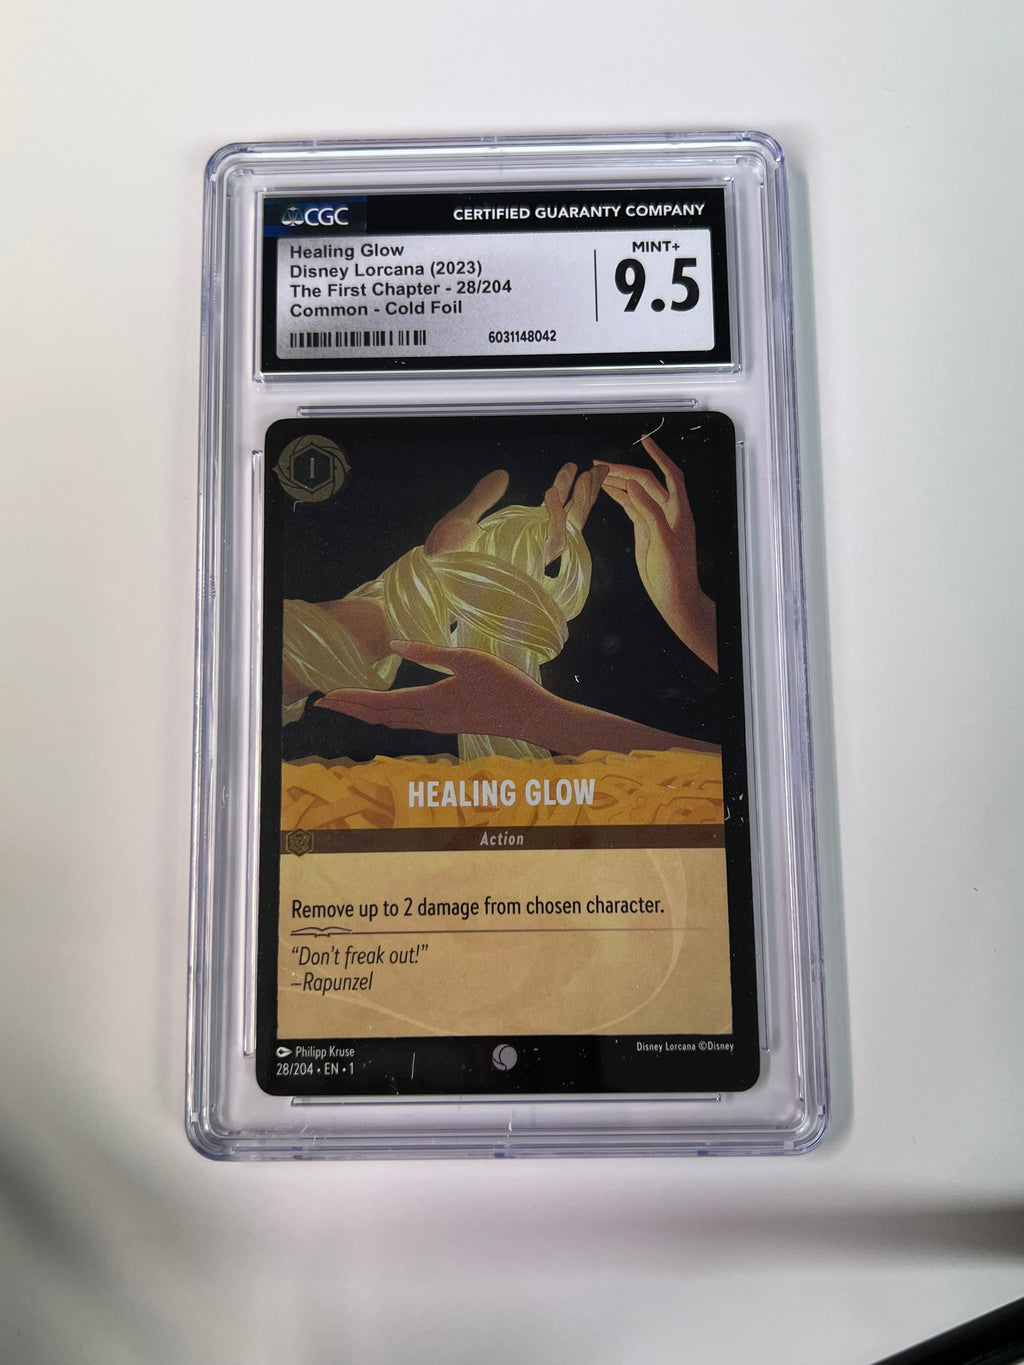 CGC
CERTIFIED GUARANTY COMPANY
Healing Glow
Disney Lorcana (2023)
The First Chapter - 28/204
Common - Cold Foil
6031148042
MINT+
9.5
1
HEALING GLOW
Action
Remove up to 2 damage from chosen character.
“Don’t freak out!”
–Rapunzel
Philipp Kruse
28/204 • EN • 1
Disney Lorcana ©Disney